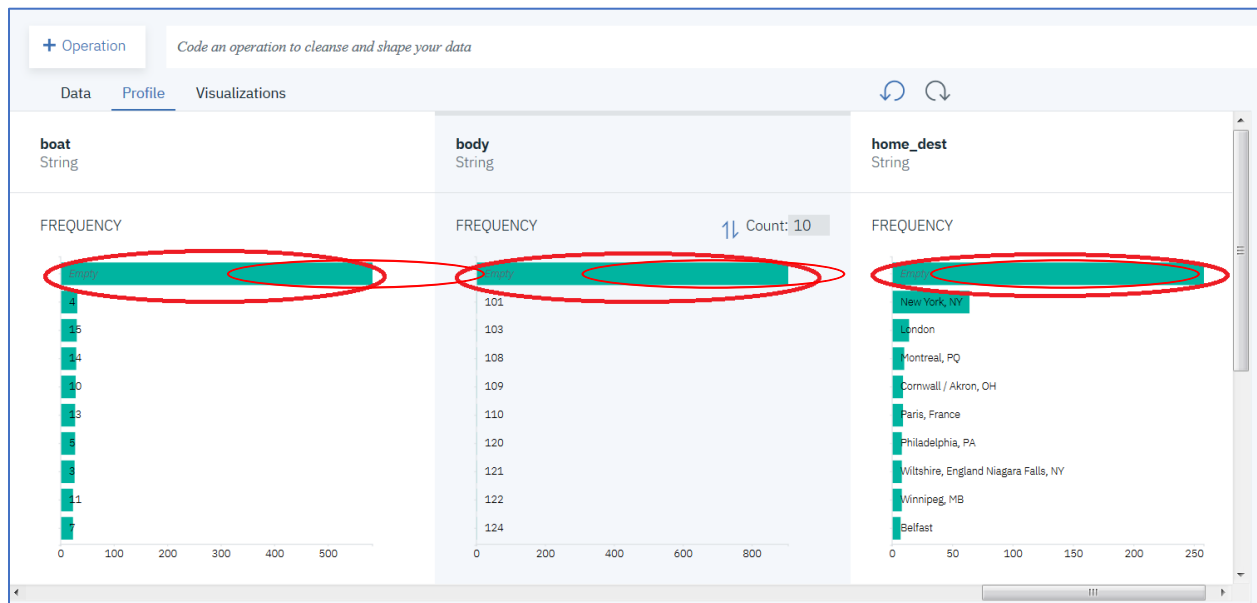 + Operation
Code an operation to cleanse and shape your data
Data Profile Visualizations
boat
String
FREQUENCY
Empty
4
15
14
10
13
5
3
11
7
0 100 200 300 400 500
body
String
FREQUENCY Count: 10
Empty
101
103
108
109
110
120
121
122
124
0 200 400 600 800
home_dest
String
FREQUENCY
Empty
New York, NY
London
Montreal, PQ
Cornwall / Akron, OH
Paris, France
Philadelphia, PA
Wiltshire, England Niagara Falls, NY
Winnipeg, MB
Belfast
0 50 100 150 200 250